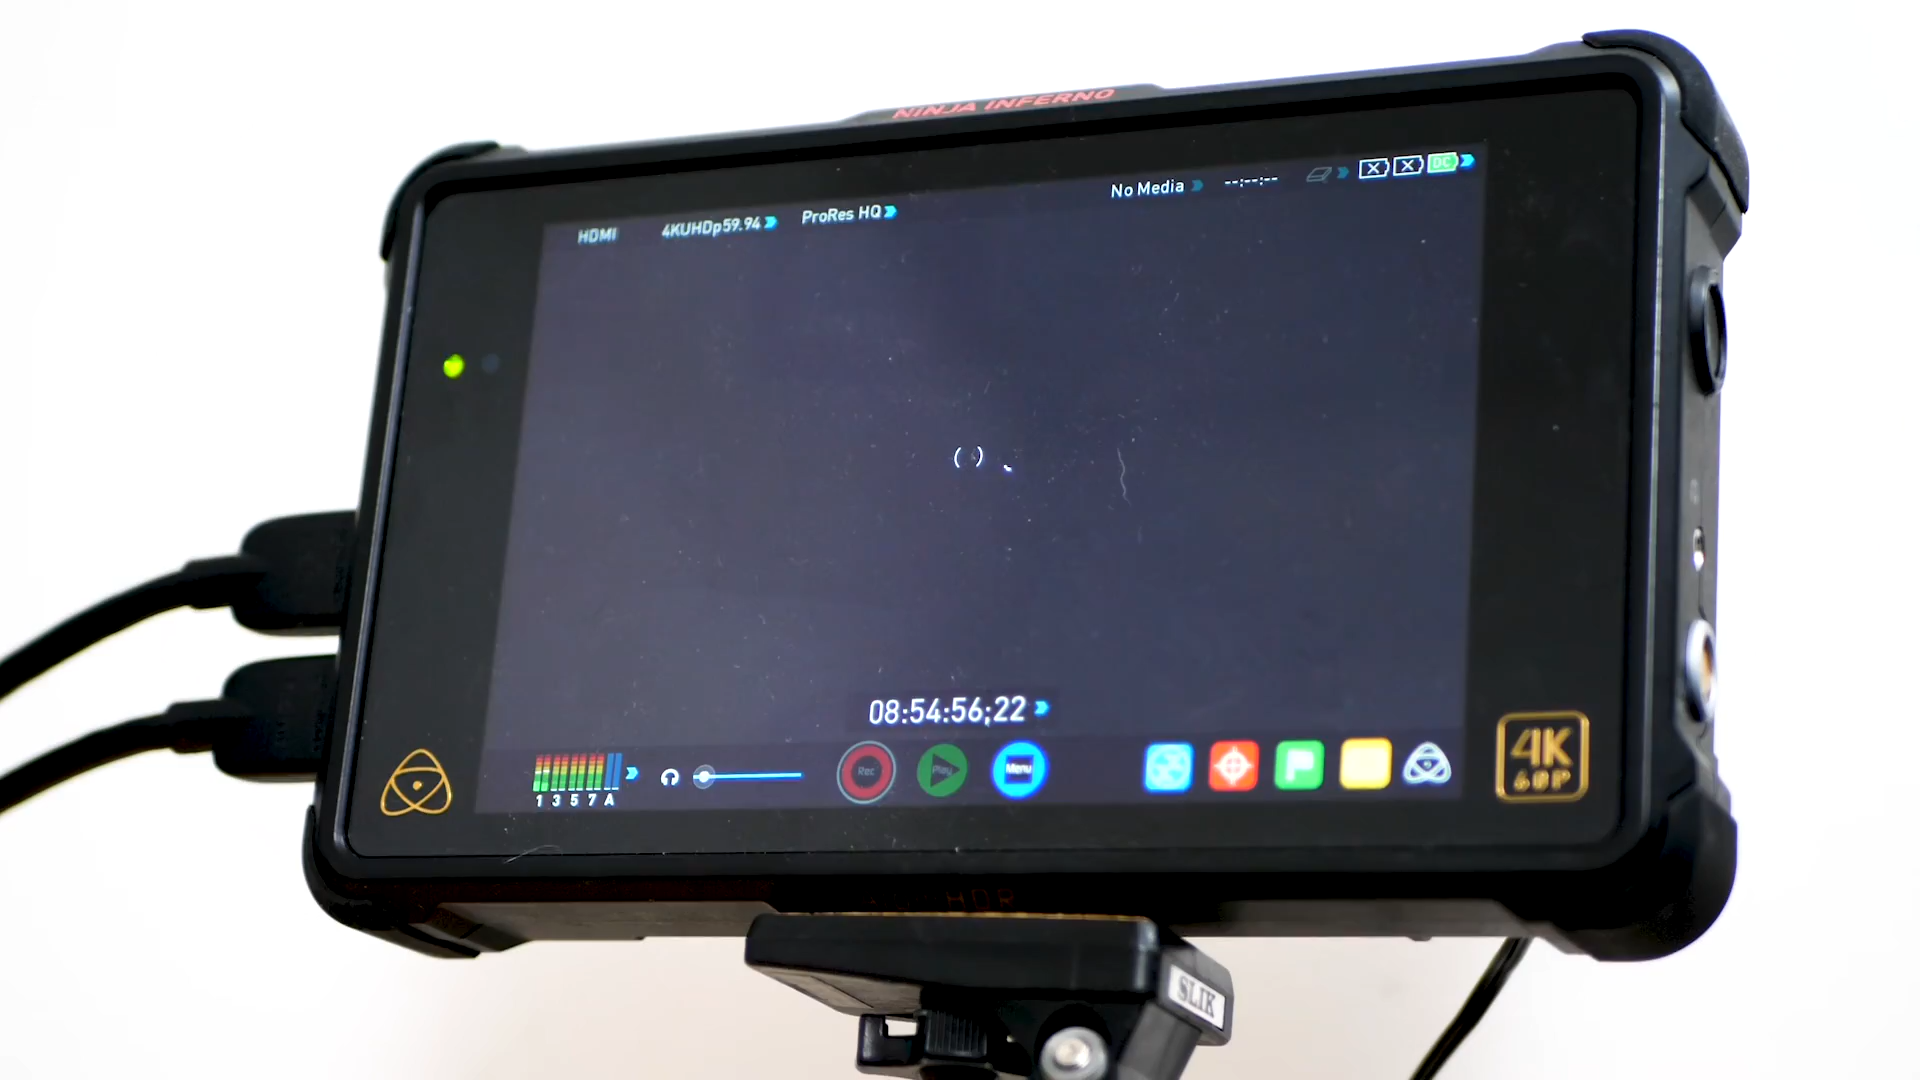 NINJA INFERNO
HDMI 4KUHDp59.94 ProRes HQ No Media --:--:-- X X DC
( )
08:54:56;22
Rec Play Menu
1 3 5 7 A
4K
60P
HDR
SLIK